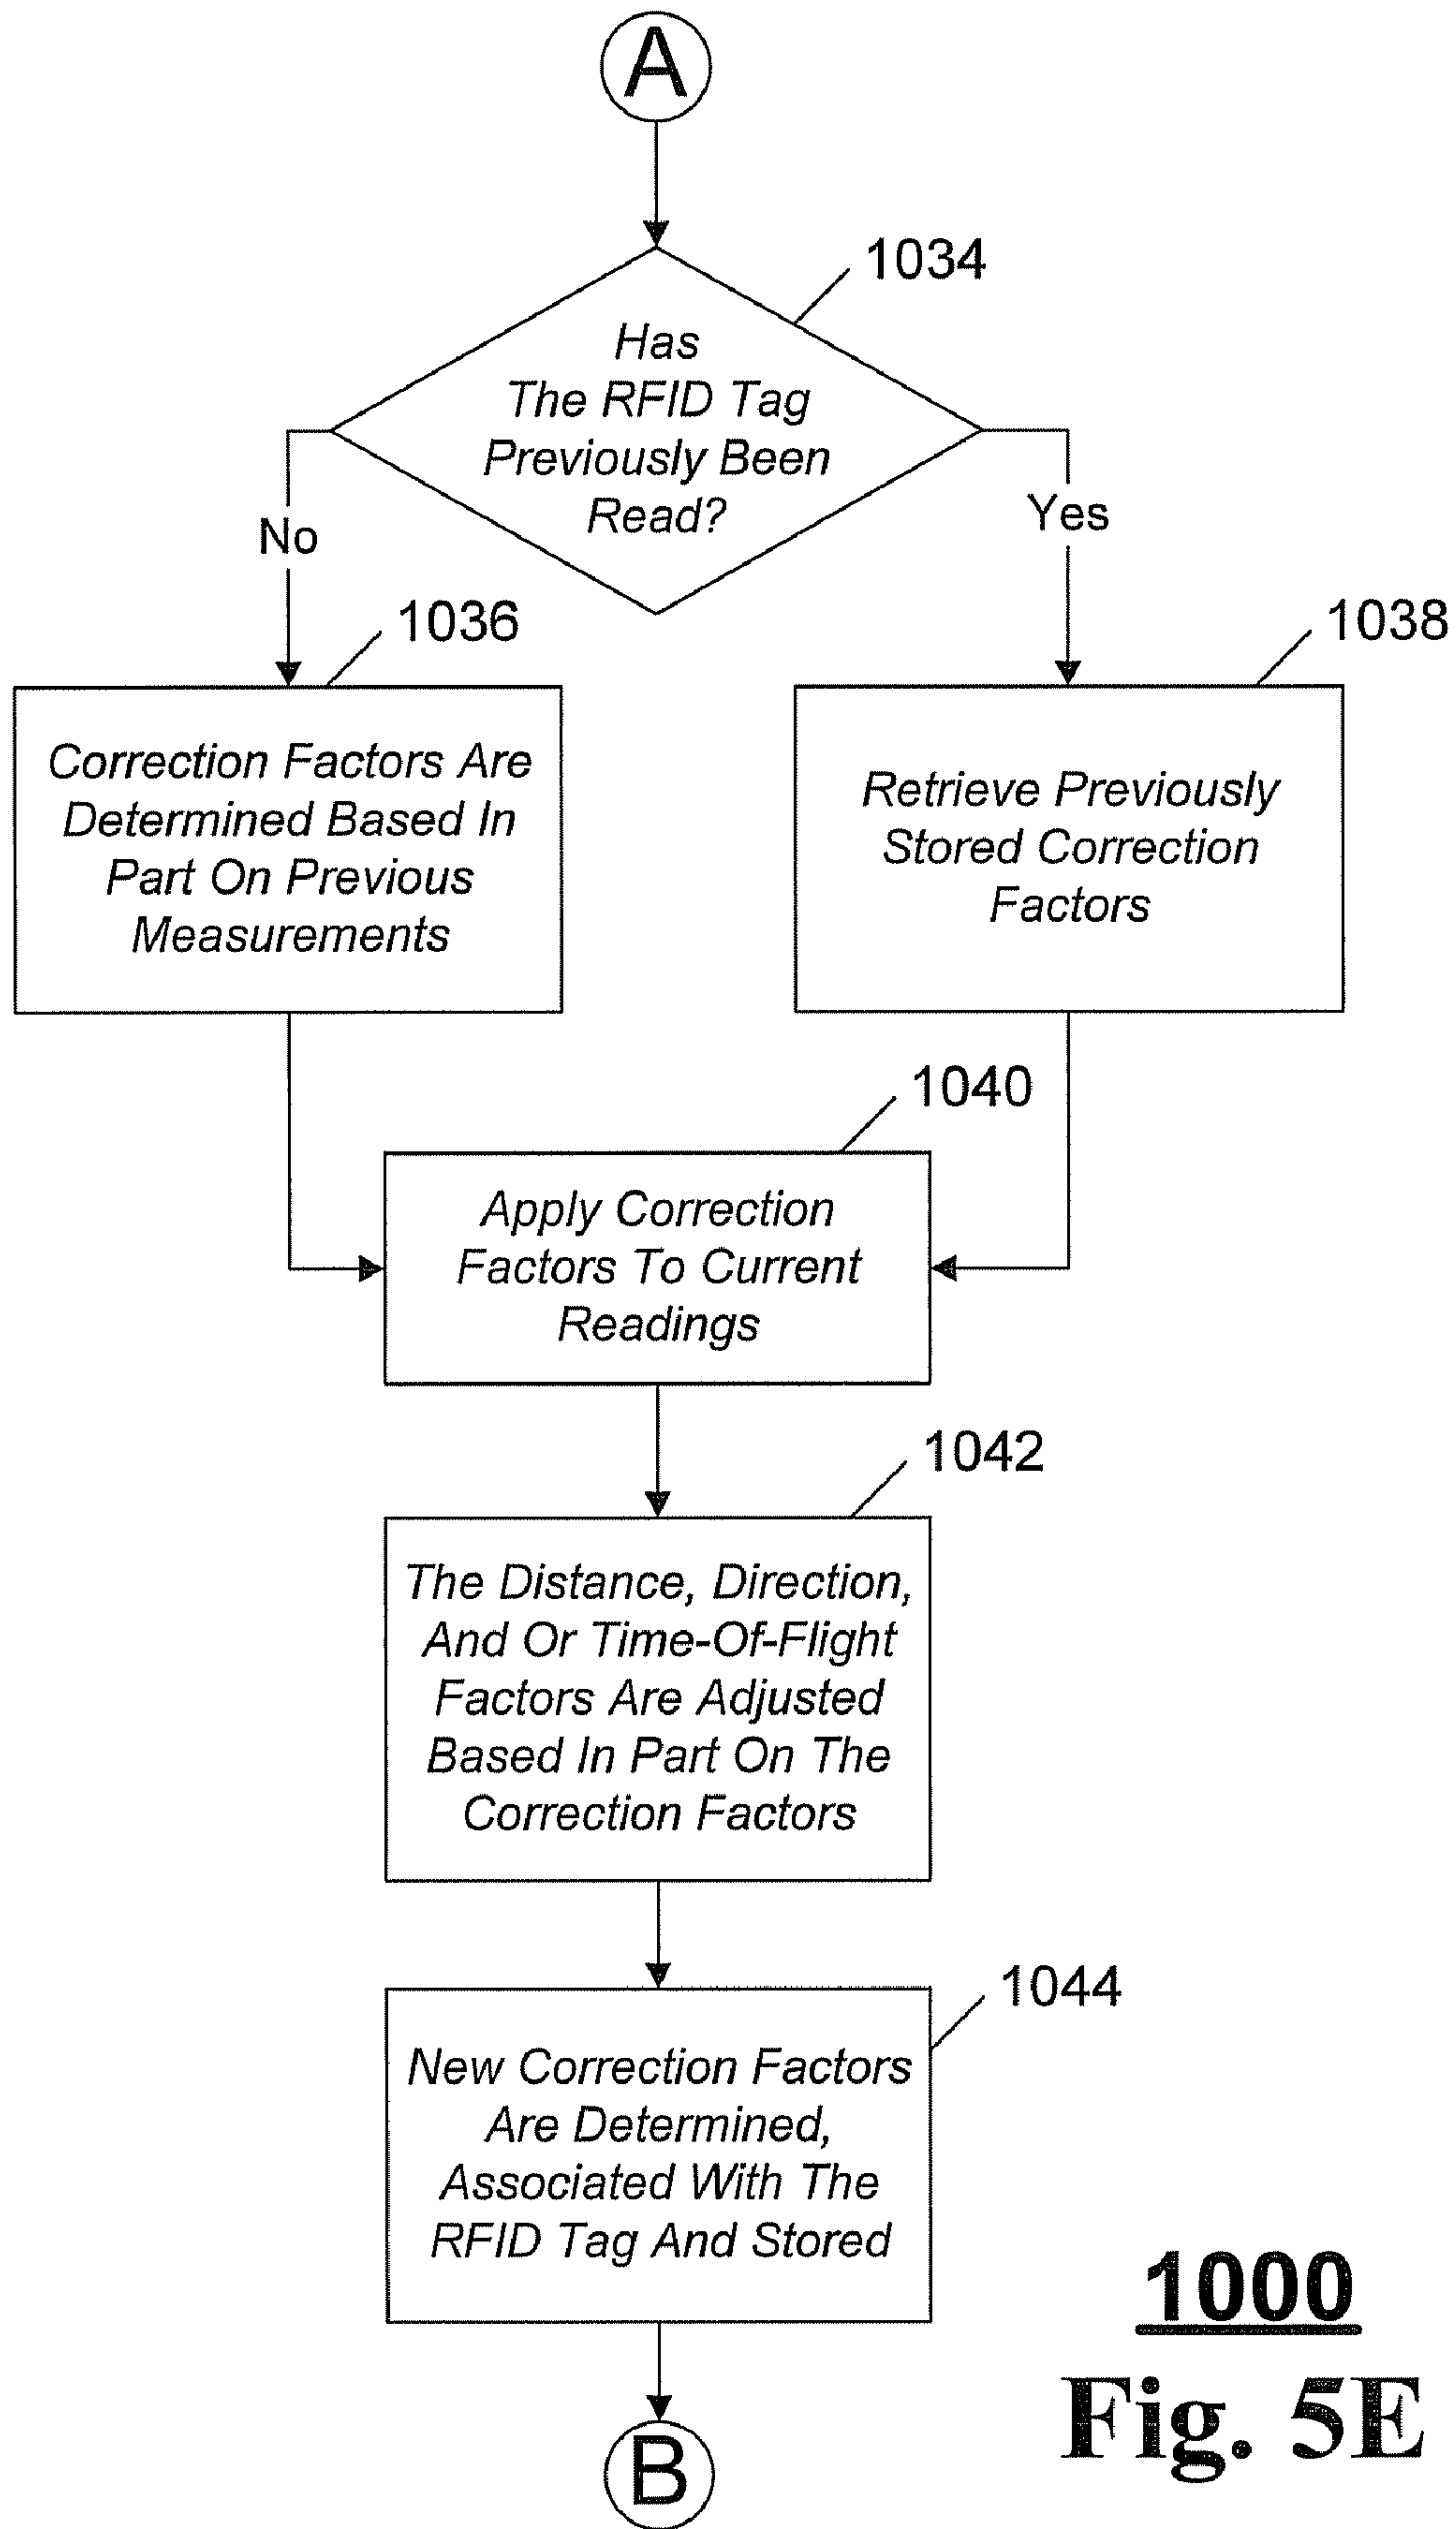 A
1034
Has
The RFID Tag
Previously Been
Read?
No
Yes
1036
1038
Correction Factors Are
Determined Based In
Part On Previous
Measurements
Retrieve Previously
Stored Correction
Factors
1040
Apply Correction
Factors To Current
Readings
1042
The Distance, Direction,
And Or Time-Of-Flight
Factors Are Adjusted
Based In Part On The
Correction Factors
1044
New Correction Factors
Are Determined,
Associated With The
RFID Tag And Stored
1000
Fig. 5E
B